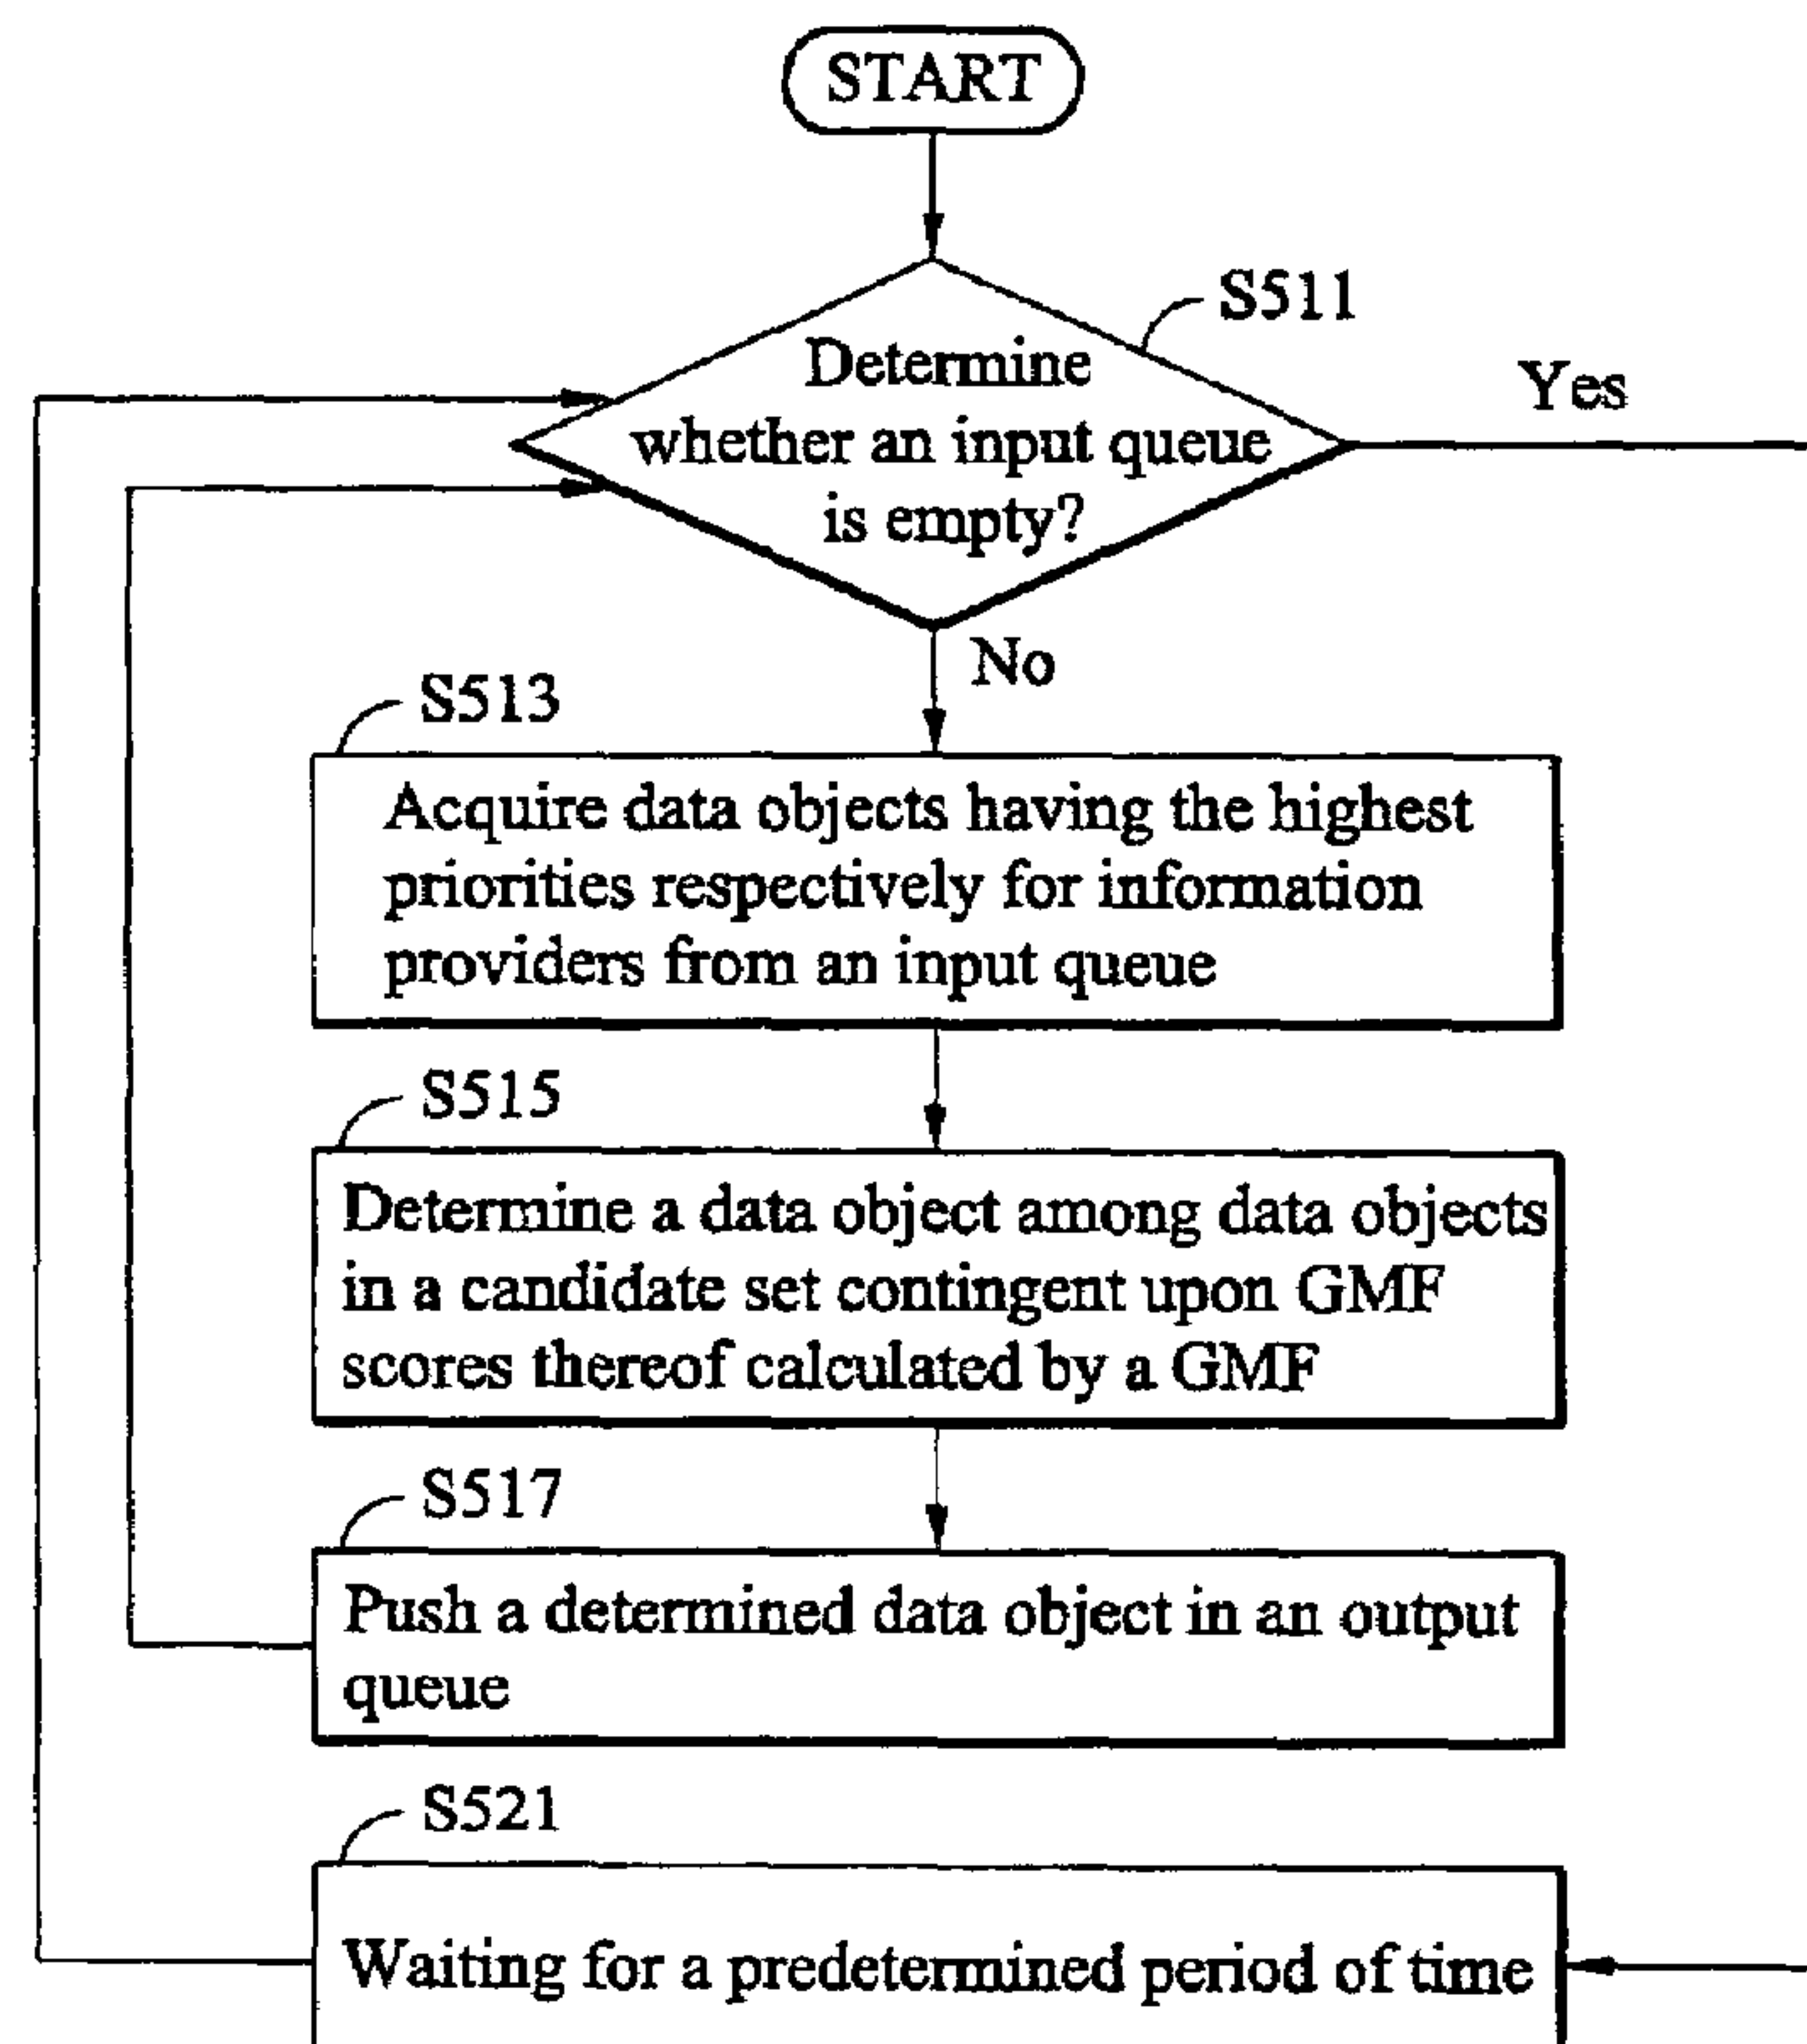 START
S511
Determine
whether an input queue
is empty?
Yes
No
S513
Acquire data objects having the highest
priorities respectively for information
providers from an input queue
S515
Determine a data object among data objects
in a candidate set contingent upon GMF
scores thereof calculated by a GMF
S517
Push a determined data object in an output
queue
S521
Waiting for a predetermined period of time